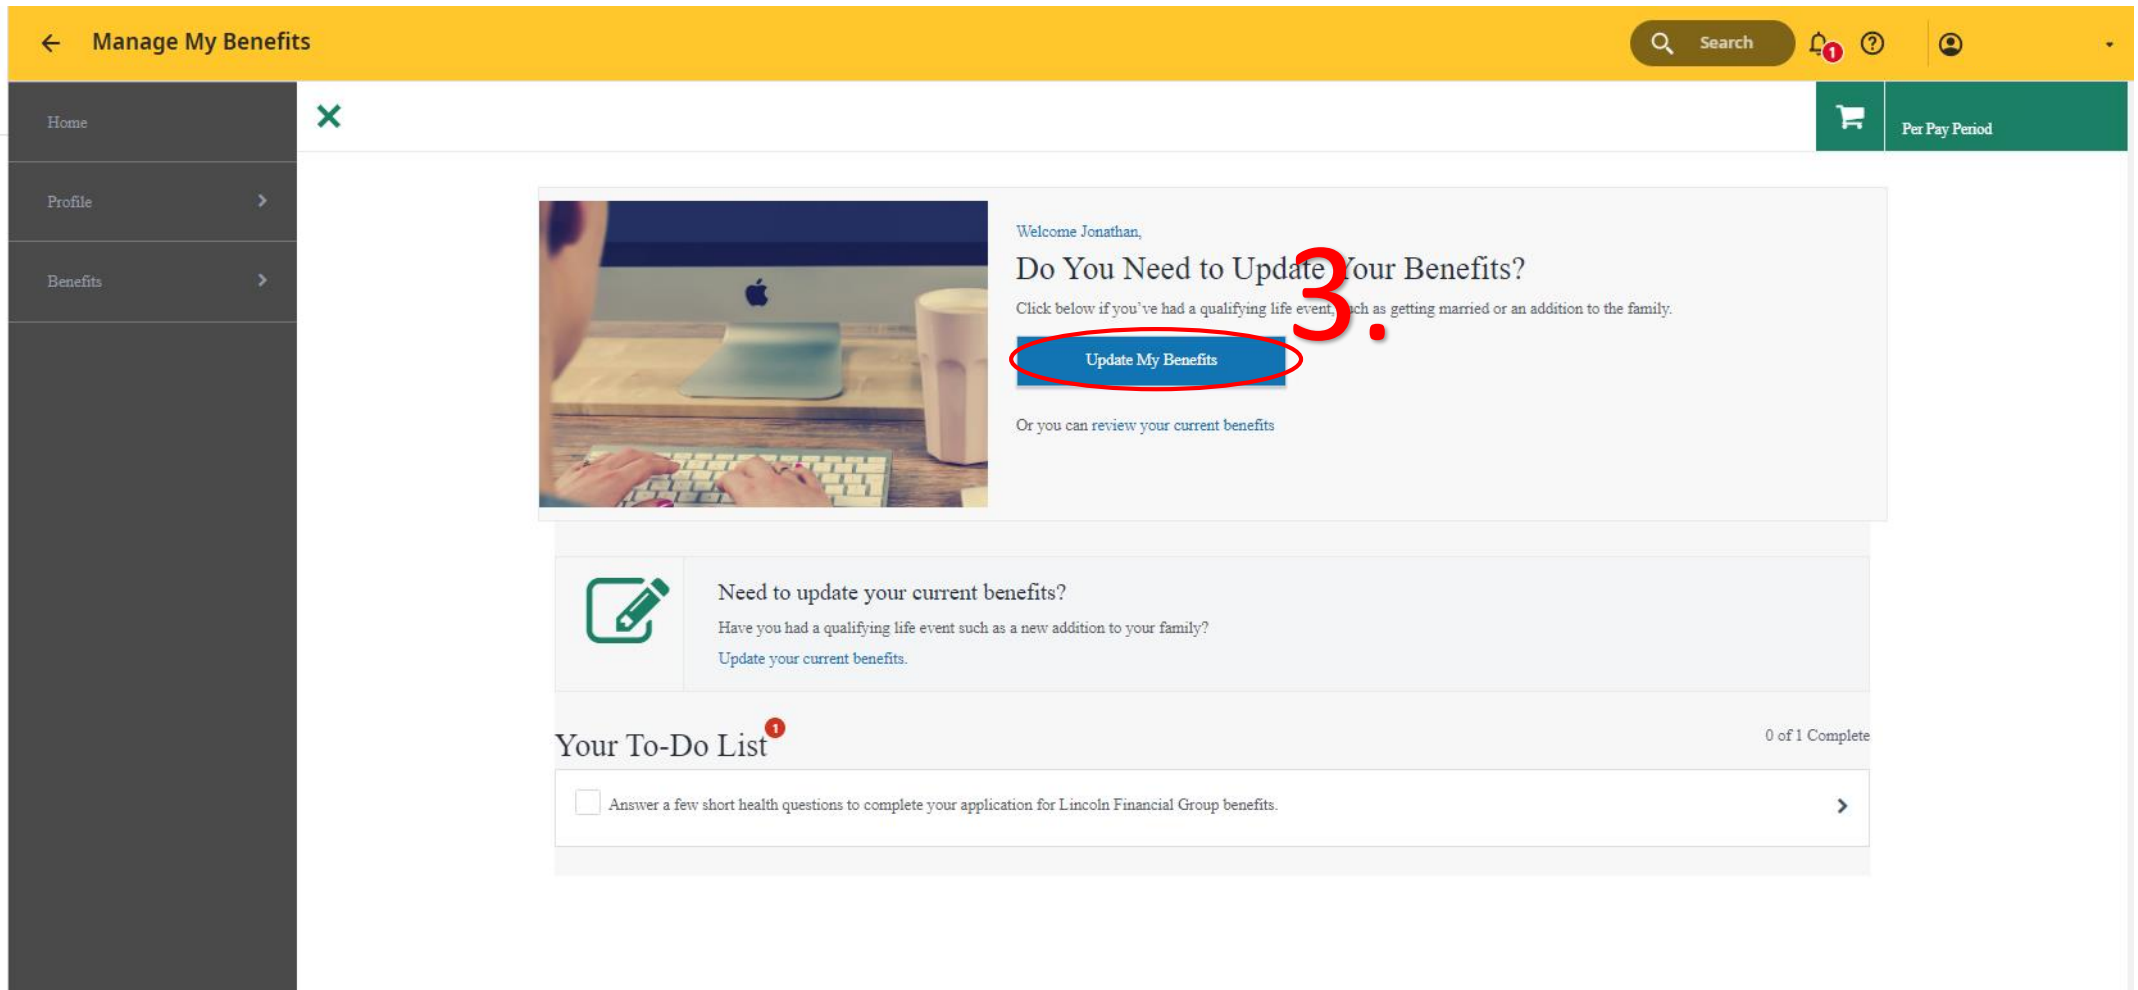 Manage My Benefits
Search
1
Home
Per Pay Period
Profile
Benefits
Welcome Jonathan,
Do You Need to Update Your Benefits?
Click below if you've had a qualifying life event, such as getting married or an addition to the family.
3.
Update My Benefits
Or you can review your current benefits
Need to update your current benefits?
Have you had a qualifying life event such as a new addition to your family?
Update your current benefits.
Your To-Do List 1
0 of 1 Complete
Answer a few short health questions to complete your application for Lincoln Financial Group benefits.